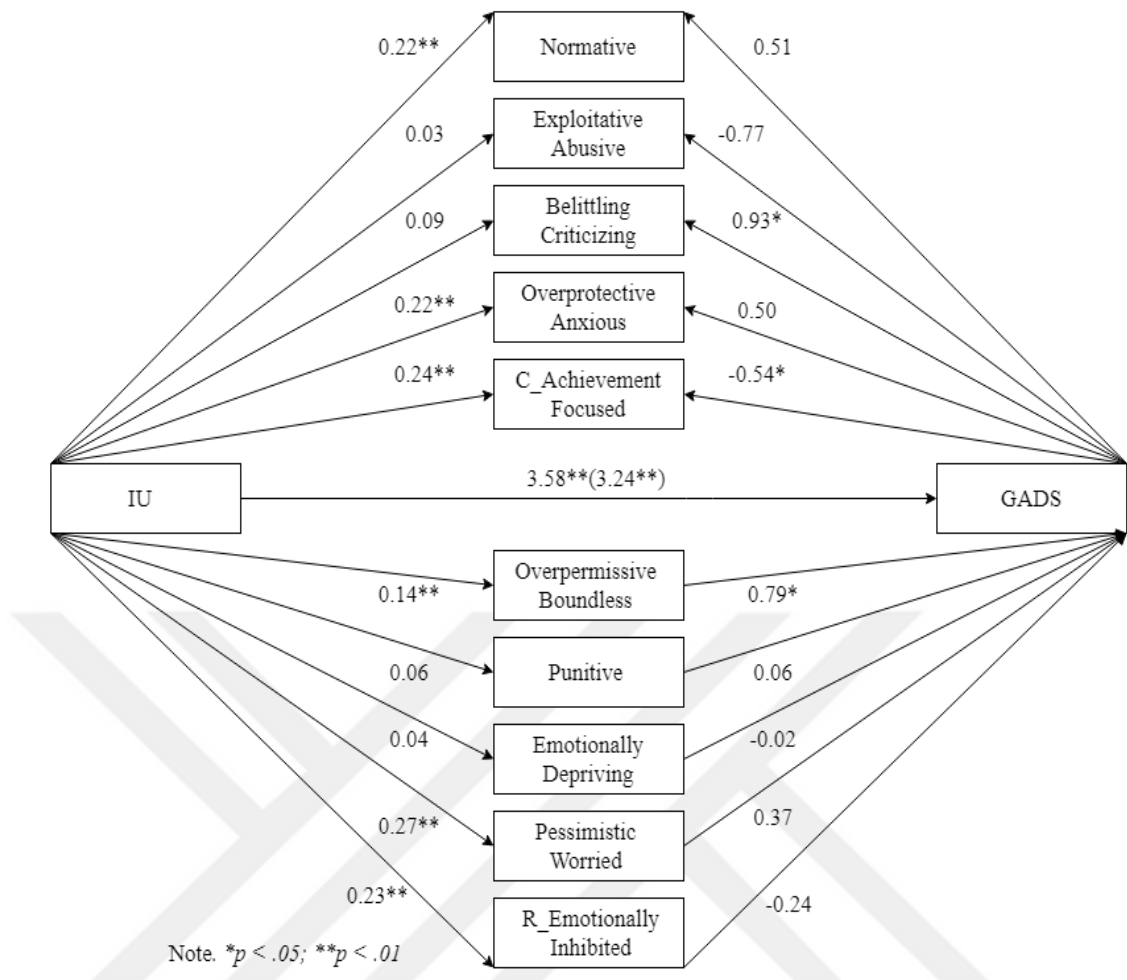 0.22**
Normative
0.51
0.03
Exploitative
Abusive
-0.77
0.09
Belittling
Criticizing
0.93*
0.22**
Overprotective
Anxious
0.50
0.24**
C_Achievement
Focused
-0.54*
IU
3.58**(3.24**)
GADS
0.14**
Overpermissive
Boundless
0.79*
0.06
Punitive
0.06
0.04
Emotionally
Depriving
-0.02
0.27**
Pessimistic
Worried
0.37
0.23**
R_Emotionally
Inhibited
-0.24
Note. *p < .05; **p < .01